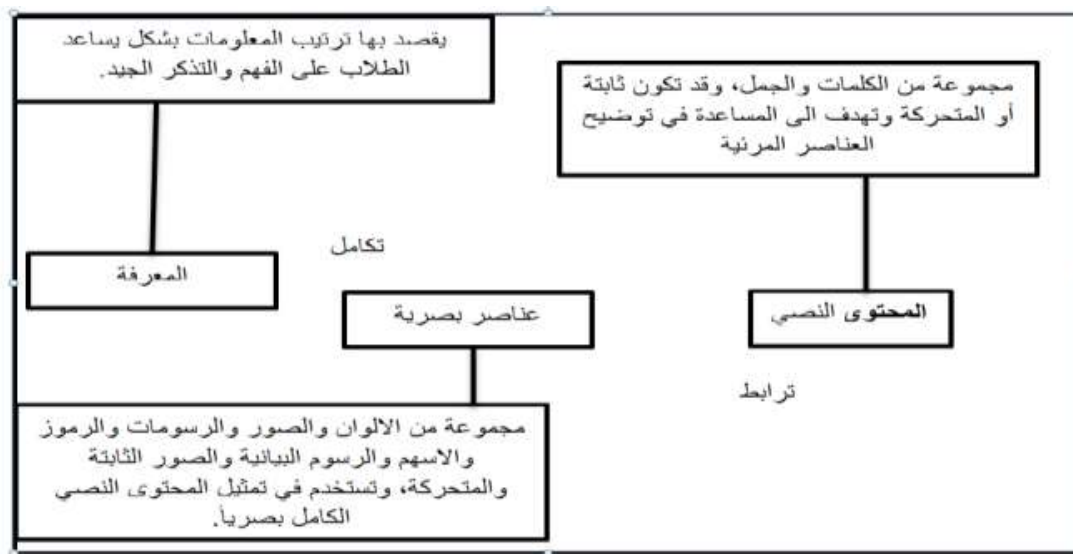 يقصد بها ترتيب المعلومات بشكل يساعد
الطلاب على الفهم والتذكر الجيد.
مجموعة من الكلمات والجمل، وقد تكون ثابتة
أو المتحركة وتهدف الى المساعدة في توضيح
العناصر المرئية
تكامل
المعرفة
عناصر بصرية
المحتوى النصي
ترابط
مجموعة من الالوان والصور والرسومات والرموز
والاسهم والرسوم البيانية والصور الثابتة
والمتحركة، وتستخدم في تمثيل المحتوى النصي
الكامل بصرياً.